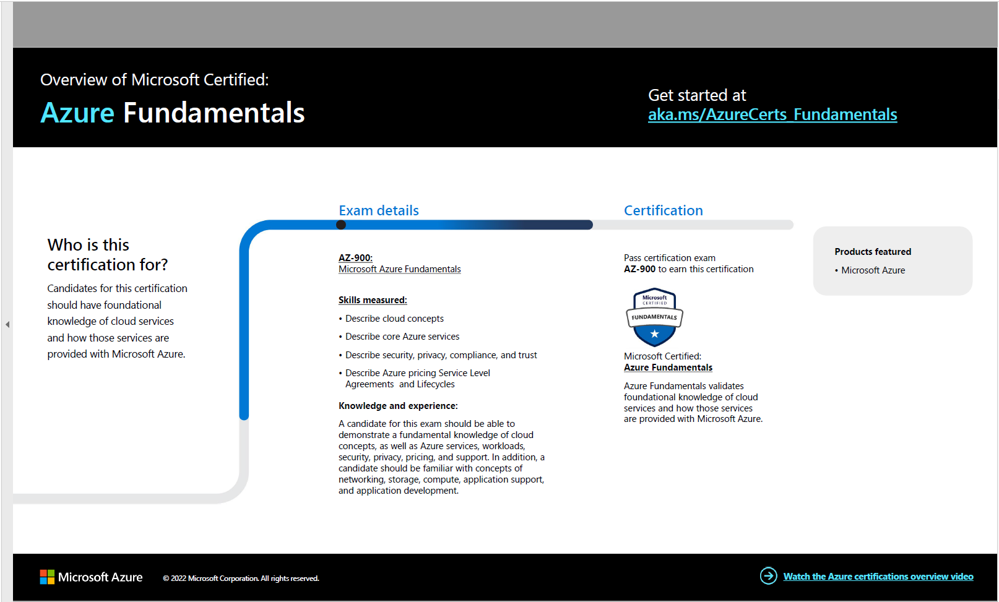 Overview of Microsoft Certified:
Azure Fundamentals
Get started at
aka.ms/AzureCerts_Fundamentals
Who is this
certification for?
Candidates for this certification
should have foundational
knowledge of cloud services
and how those services are
provided with Microsoft Azure.
Exam details
AZ-900:
Microsoft Azure Fundamentals
Skills measured:
• Describe cloud concepts
• Describe core Azure services
• Describe security, privacy, compliance, and trust
• Describe Azure pricing Service Level
Agreements  and Lifecycles
Knowledge and experience:
A candidate for this exam should be able to
demonstrate a fundamental knowledge of cloud
concepts, as well as Azure services, workloads,
security, privacy, pricing, and support. In addition, a
candidate should be familiar with concepts of
networking, storage, compute, application support,
and application development.
Certification
Pass certification exam
AZ-900 to earn this certification
Microsoft
CERTIFIED
FUNDAMENTALS
Microsoft Certified:
Azure Fundamentals
Azure Fundamentals validates
foundational knowledge of cloud
services and how those services
are provided with Microsoft Azure.
Products featured
• Microsoft Azure
Microsoft Azure
© 2022 Microsoft Corporation. All rights reserved.
Watch the Azure certifications overview video